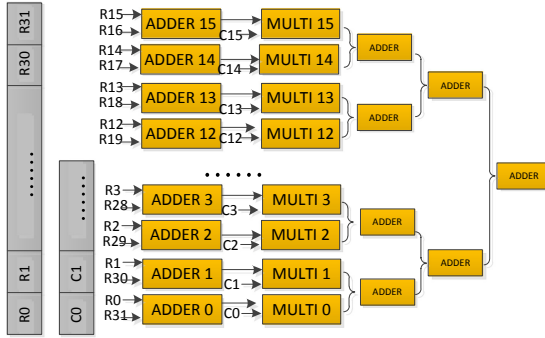 R31
R30
......
R1
R0
......
C1
C0
R15
R16
ADDER 15
C15
MULTI 15
R14
R17
ADDER 14
C14
MULTI 14
ADDER
R13
R18
ADDER 13
C13
MULTI 13
R12
R19
ADDER 12
C12
MULTI 12
ADDER
ADDER
......
R3
R28
ADDER 3
C3
MULTI 3
R2
R29
ADDER 2
C2
MULTI 2
ADDER
R1
R30
ADDER 1
C1
MULTI 1
R0
R31
ADDER 0
C0
MULTI 0
ADDER
ADDER
ADDER